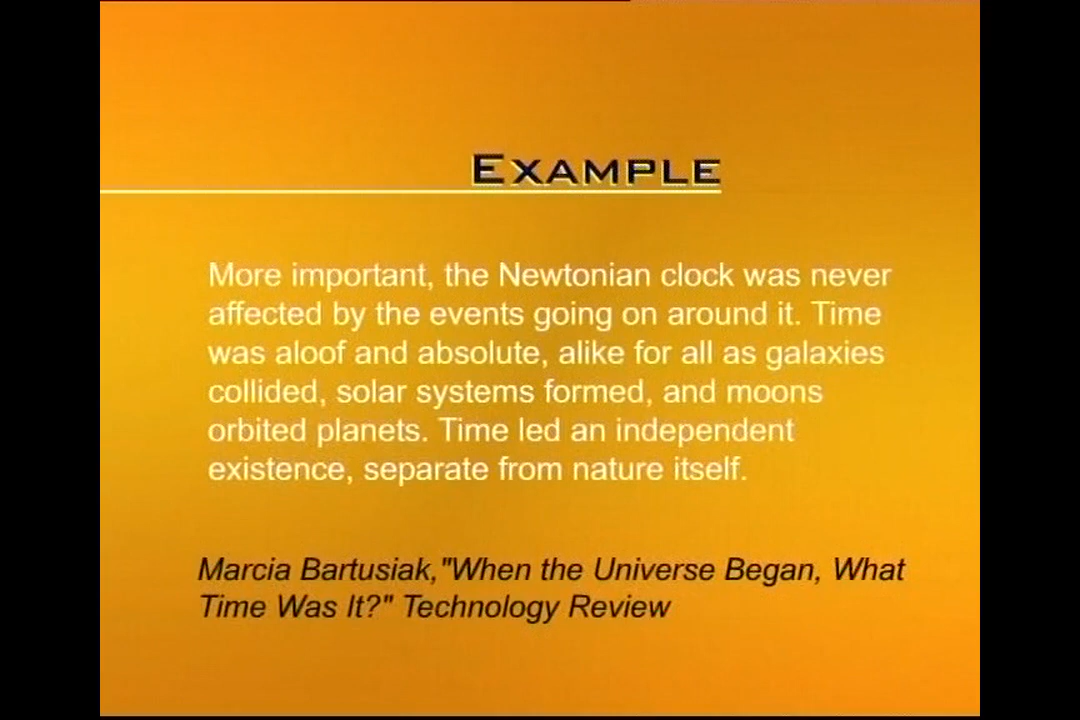 EXAMPLE
More important, the Newtonian clock was never
affected by the events going on around it. Time
was aloof and absolute, alike for all as galaxies
collided, solar systems formed, and moons
orbited planets. Time led an independent
existence, separate from nature itself.
Marcia Bartusiak,"When the Universe Began, What
Time Was It?" Technology Review